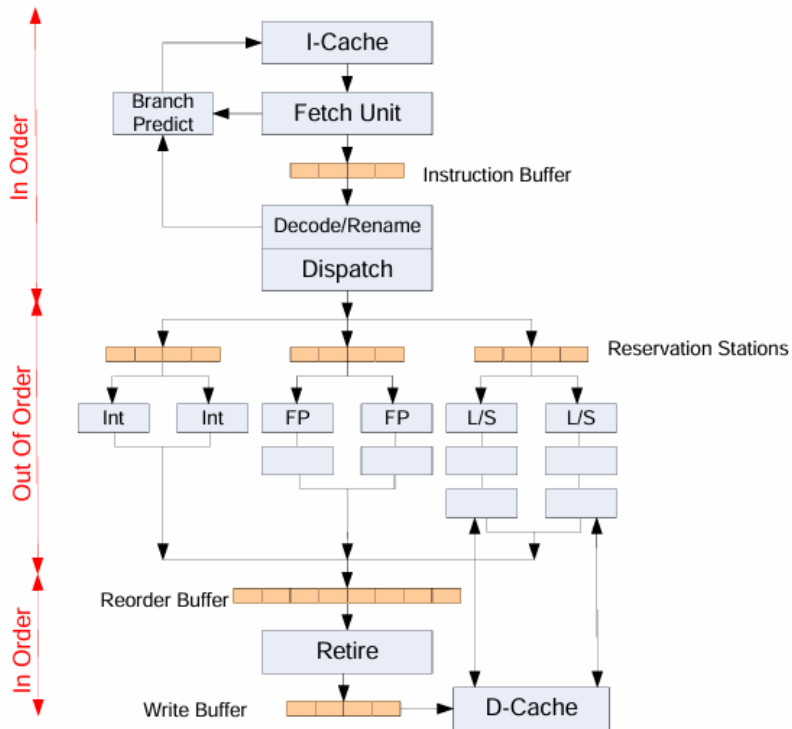 I-Cache
Branch
Predict
Fetch Unit
Instruction Buffer
In Order
Decode/Rename
Dispatch
Reservation Stations
Out Of Order
Int
Int
FP
FP
L/S
L/S
Reorder Buffer
In Order
Retire
Write Buffer
D-Cache